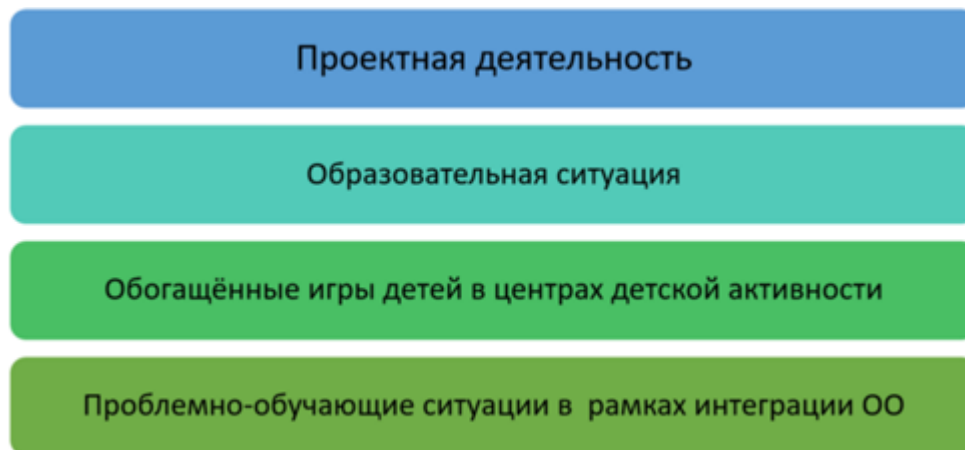 Проектная деятельность
Образовательная ситуация
Обогащённые игры детей в центрах детской активности
Проблемно-обучающие ситуации в рамках интеграции ОО